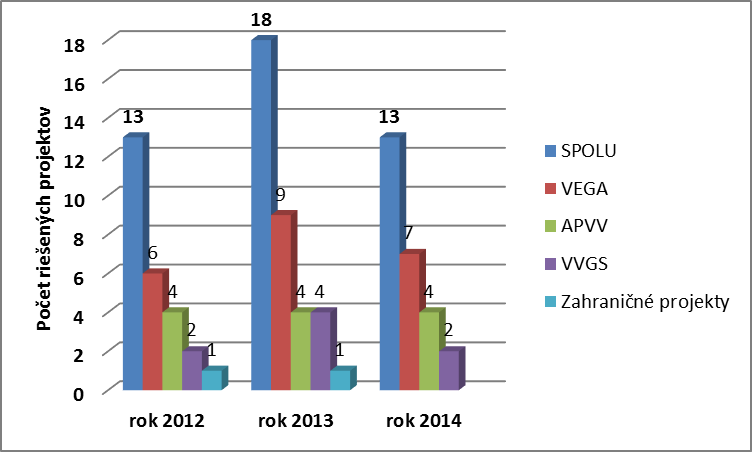 18
13
13
9
7
6
4
4
4
4
2
2
1
1
18
16
14
12
10
8
6
4
2
0
Počet riešených projektov
rok 2012
rok 2013
rok 2014
SPOLU
VEGA
APVV
VVGS
Zahraničné projekty